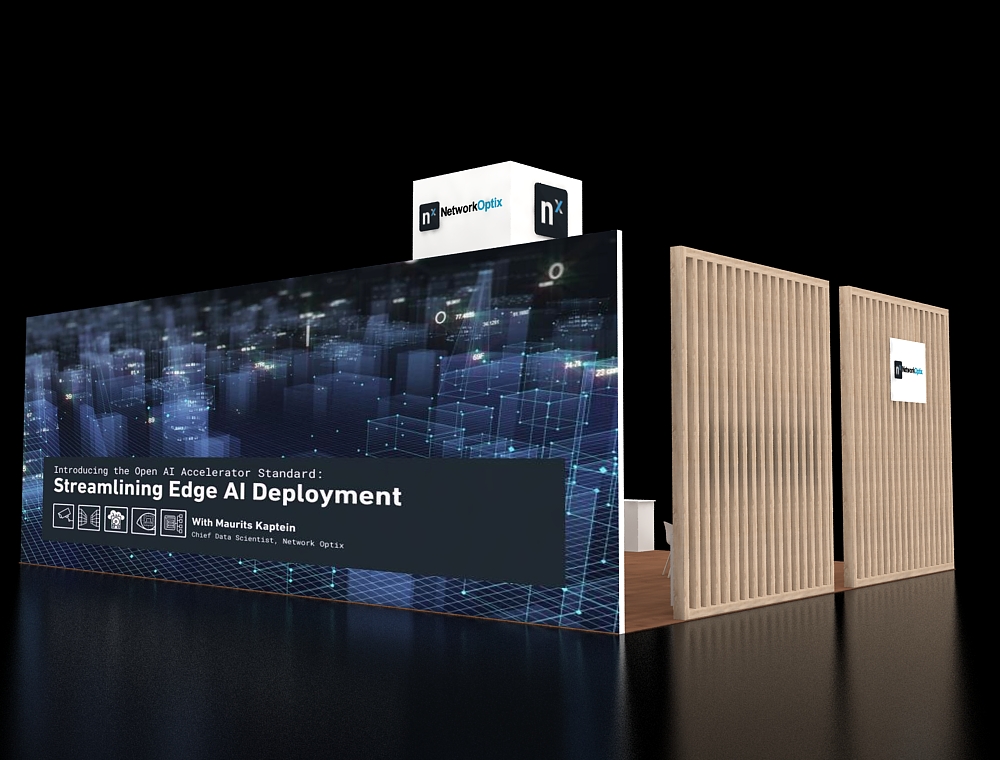 nx NetworkOptix
nx
Introducing the Open AI Accelerator Standard:
Streamlining Edge AI Deployment
With Maurits Kaptein
Chief Data Scientist, Network Optix
nx NetworkOptix